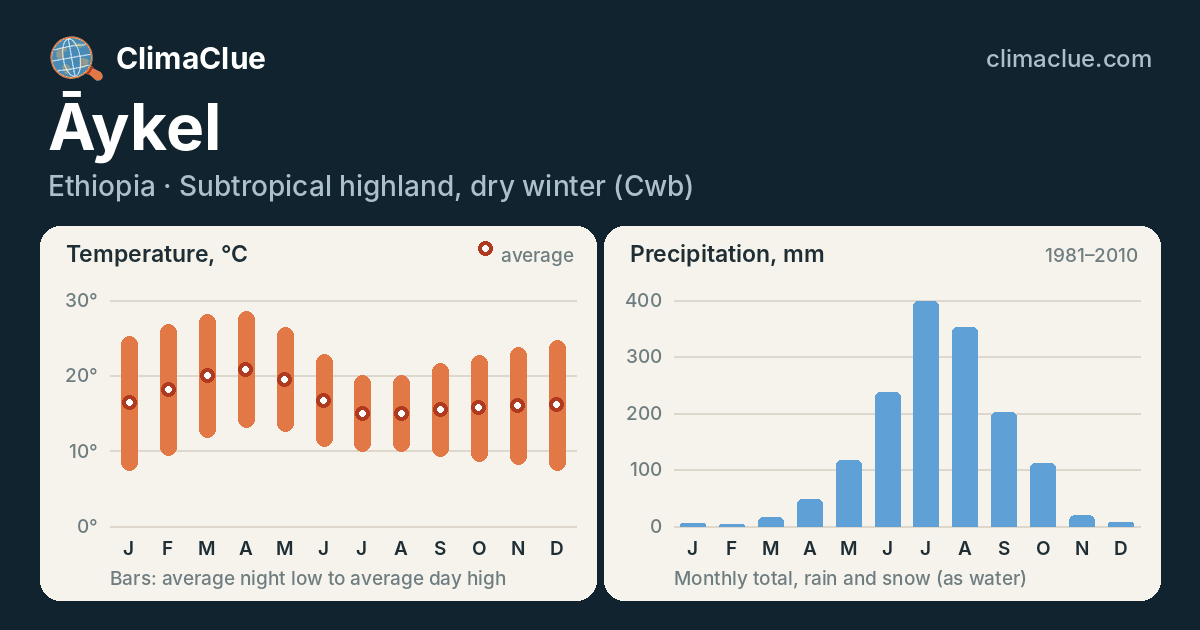 ClimaClue
climaclue.com
Āykel
Ethiopia · Subtropical highland, dry winter (Cwb)
Temperature, °C
average
30°
20°
10°
0°
J F M A M J J A S O N D
Bars: average night low to average day high
Precipitation, mm
1981–2010
400
300
200
100
0
J F M A M J J A S O N D
Monthly total, rain and snow (as water)